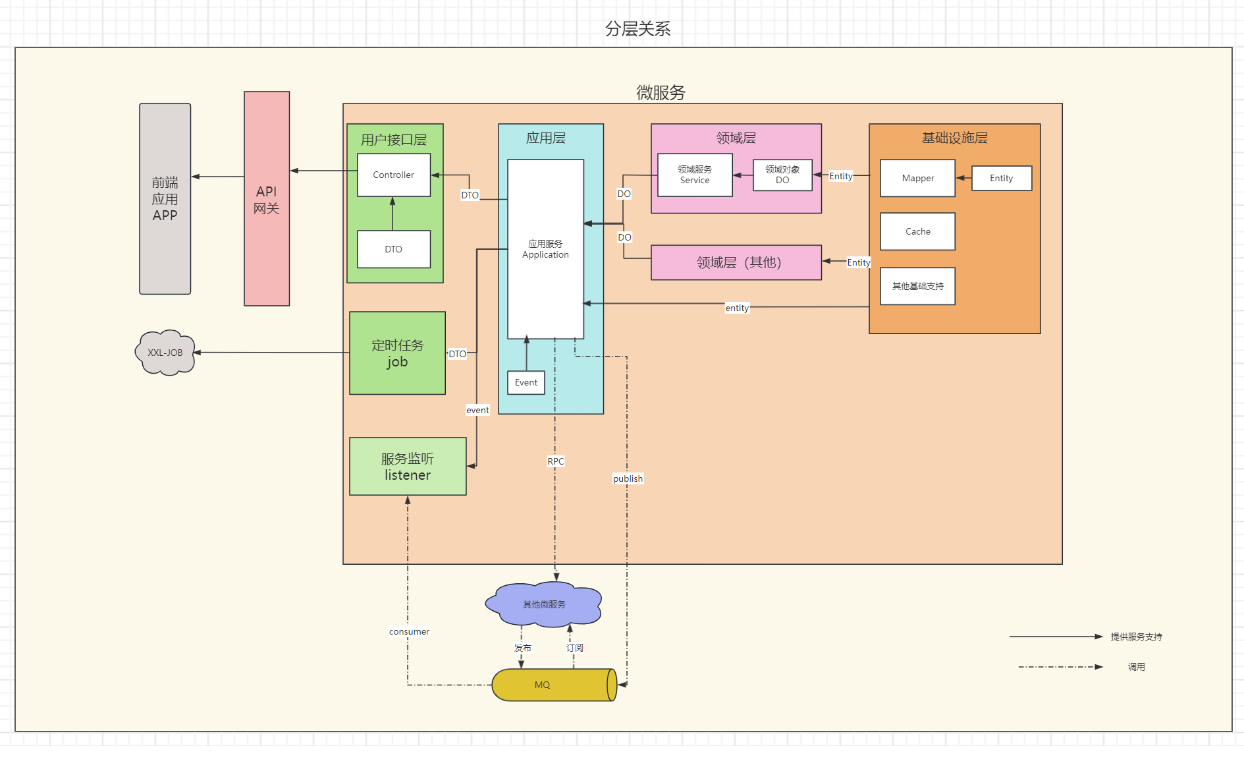 分层关系
微服务
前端
应用
APP
API
网关
用户接口层
Controller
DTO
DTO
应用层
应用服务
Application
Event
领域层
领域服务
Service
领域对象
DO
DO
DO
领域层（其他）
Entity
Entity
entity
基础设施层
Mapper
Entity
Cache
其他基础支持
XXL-JOB
定时任务
job
DTO
event
服务监听
listener
RPC
publish
consumer
其他微服务
发布
订阅
MQ
提供服务支持
调用